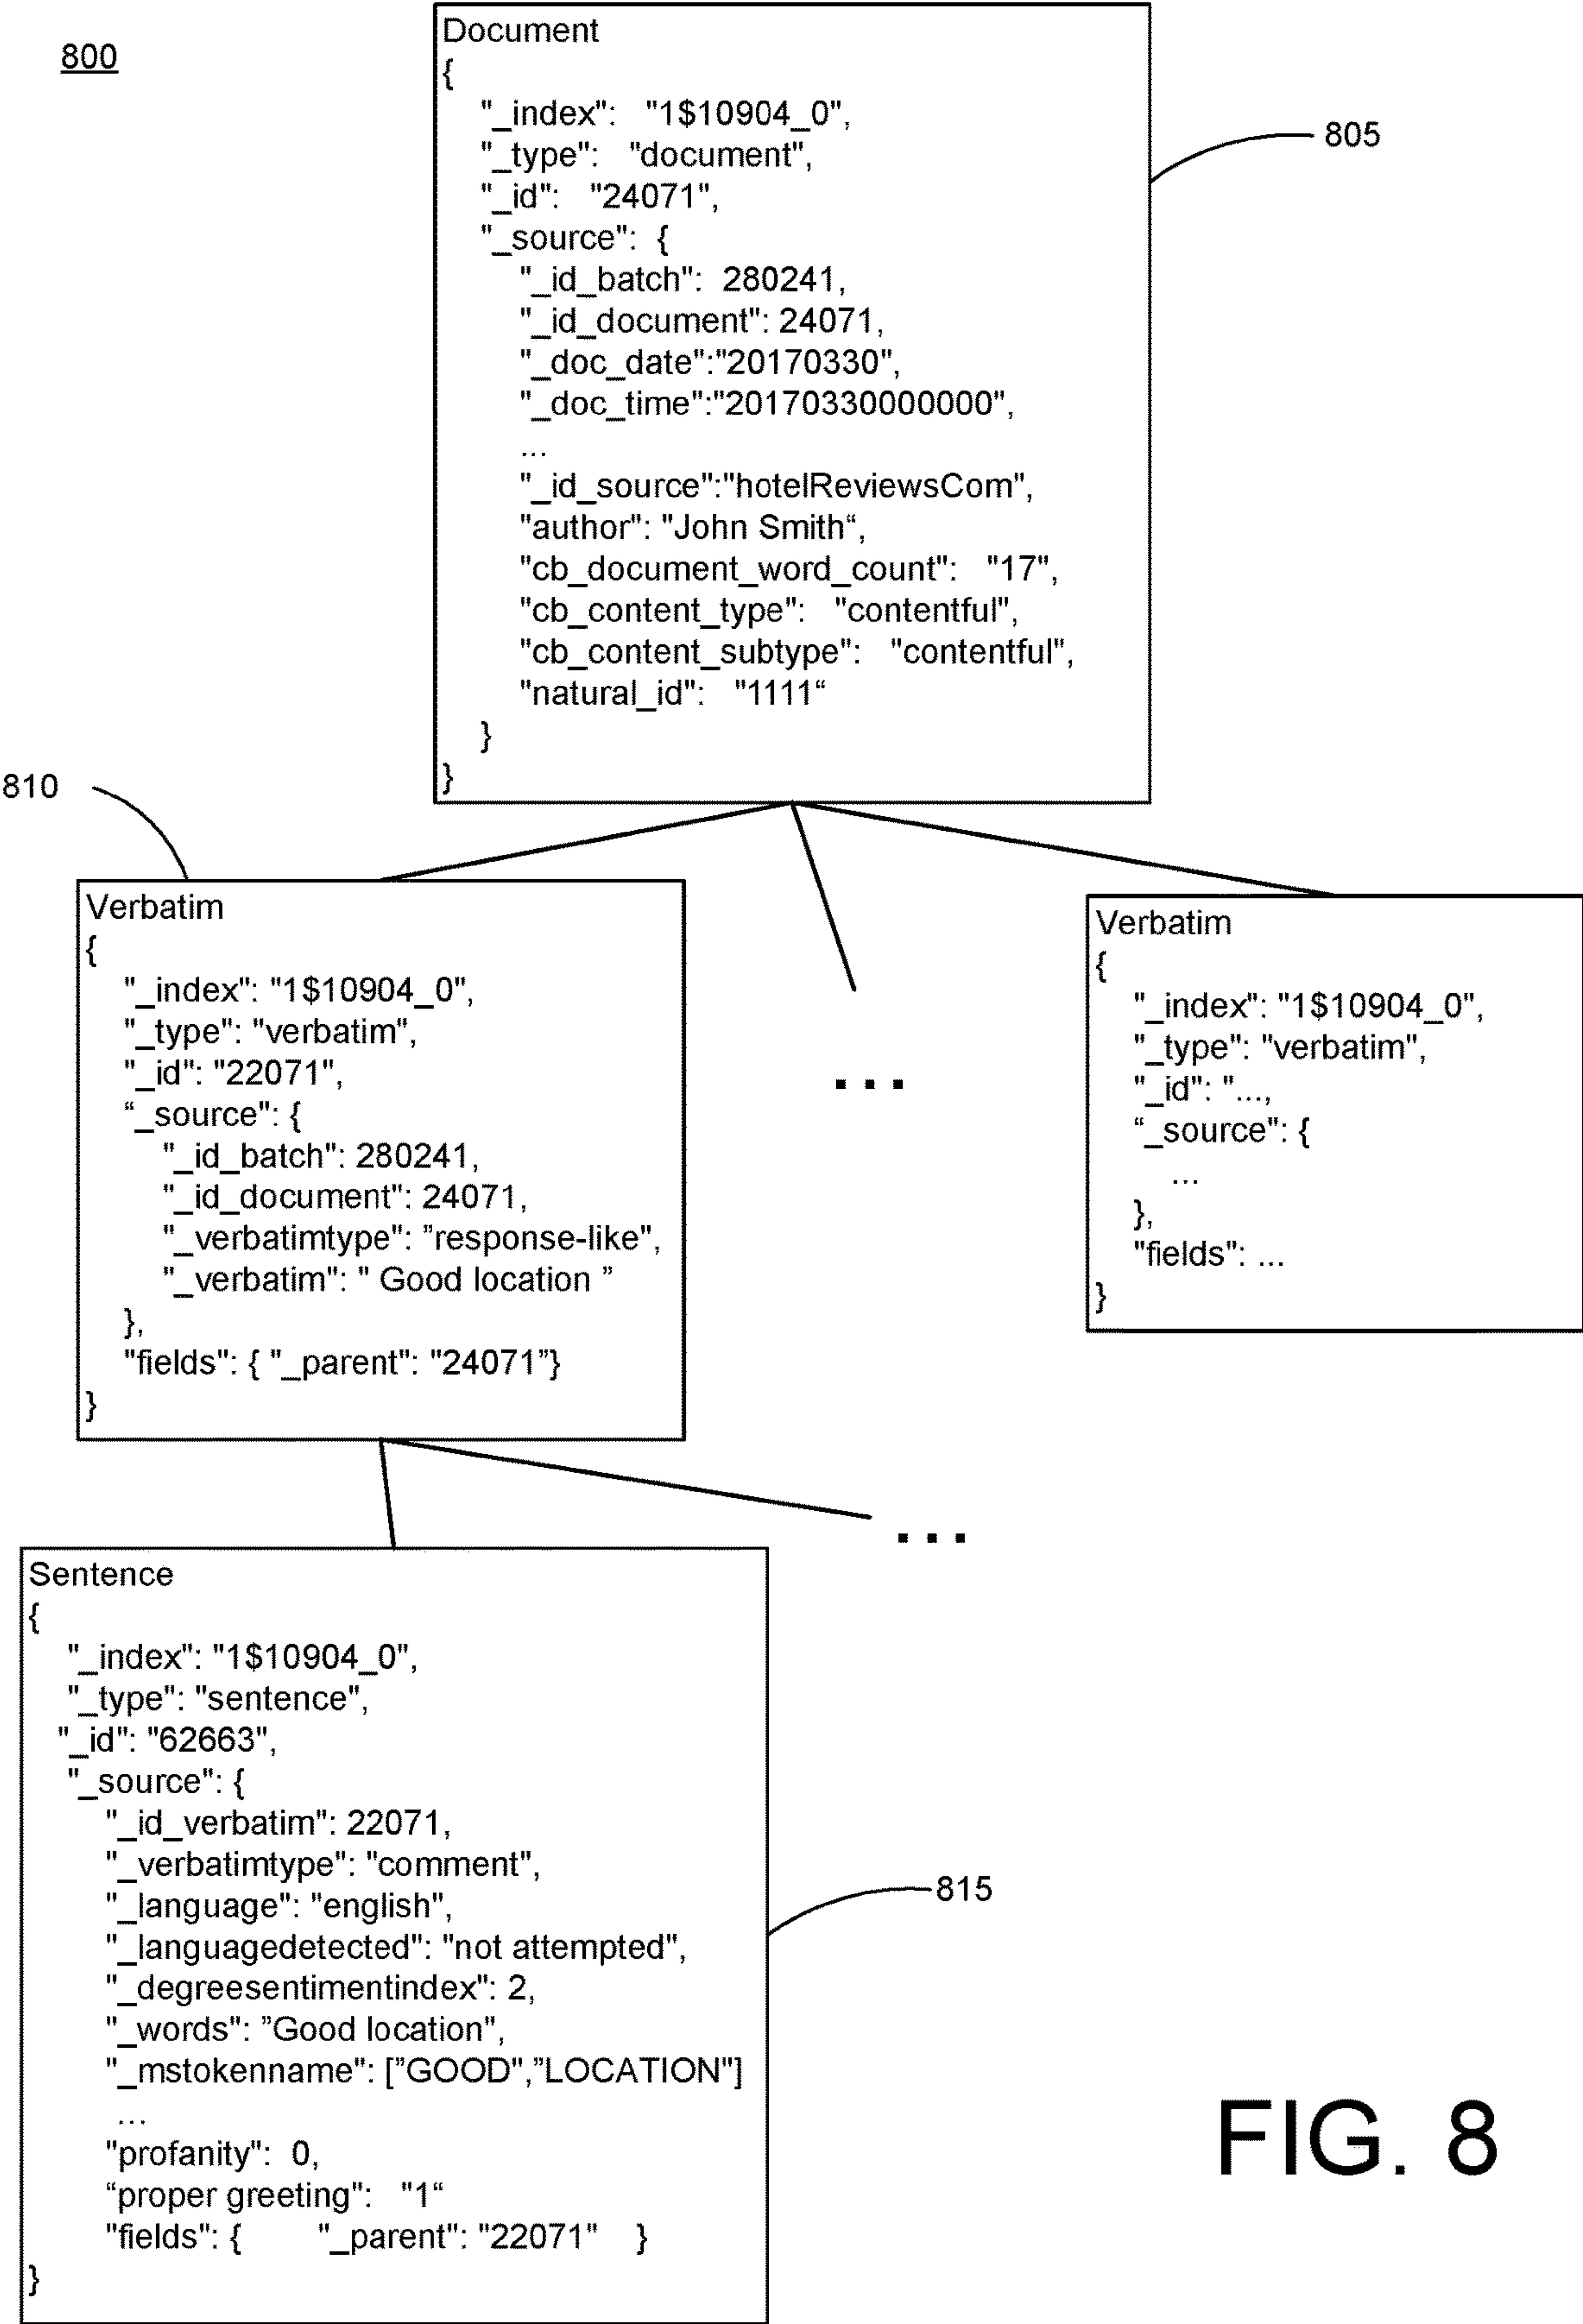 800
Document
{
"_index":   "1$10904_0",
"_type":   "document",
"_id":   "24071",
"_source":  {
"_id_batch":  280241,
"_id_document": 24071,
"_doc_date":"20170330",
"_doc_time":"20170330000000",
...
"_id_source":"hotelReviewsCom",
"author": "John Smith“,
"cb_document_word_count":   "17",
"cb_content_type":   "contentful",
"cb_content_subtype":   "contentful",
"natural_id":   "1111“
}
}
805
810
Verbatim
{
"_index": "1$10904_0",
"_type": "verbatim",
"_id": "22071",
“_source": {
"_id_batch": 280241,
"_id_document": 24071,
"_verbatimtype": ”response-like",
"_verbatim": " Good location ”
},
"fields": { "_parent": "24071”}
}
...
Verbatim
{
"_index": "1$10904_0",
"_type": "verbatim",
"_id": "...,
“_source": {
...
},
"fields": ...
}
...
Sentence
{
"_index": "1$10904_0",
"_type": "sentence",
"_id": "62663",
"_source": {
"_id_verbatim": 22071,
"_verbatimtype": "comment",
"_language": "english",
"_languagedetected": "not attempted",
"_degreesentimentindex": 2,
"_words": ”Good location",
"_mstokenname": [”GOOD",”LOCATION"]
...
"profanity":  0,
“proper greeting":   "1“
"fields": {        "_parent": "22071"    }
}
815
FIG. 8